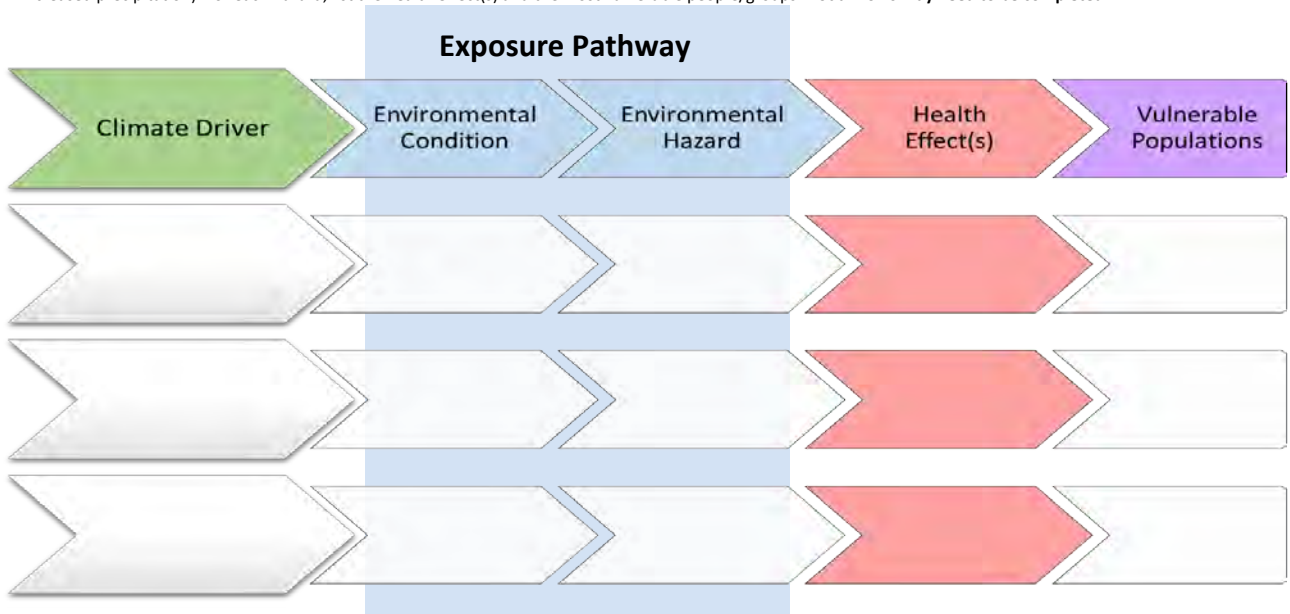 Exposure Pathway
Climate Driver
Environmental
Condition
Environmental
Hazard
Health
Effect(s)
Vulnerable
Populations